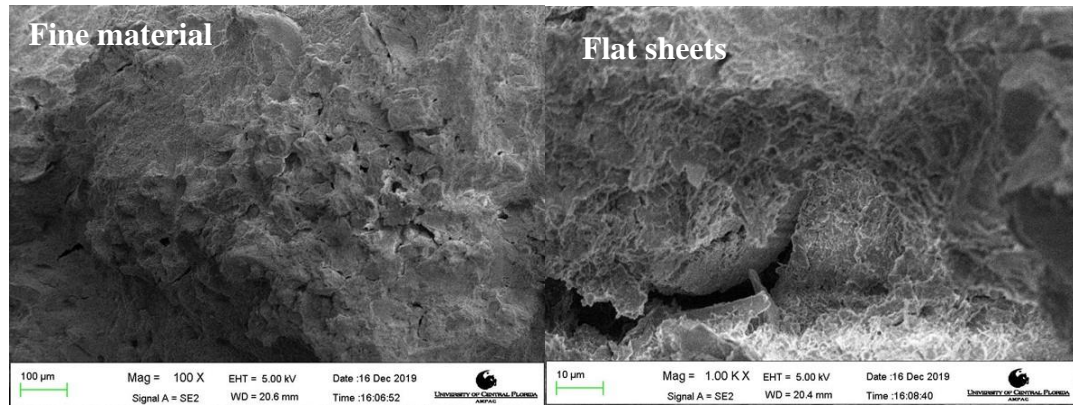 Fine material
100 µm
Mag = 100 X
EHT = 5.00 kV
Date :16 Dec 2019
Signal A = SE2
WD = 20.6 mm
Time :16:06:52
UNIVERSITY OF CENTRAL FLORIDA
AMPAC
Flat sheets
10 µm
Mag = 1.00 K X
EHT = 5.00 kV
Date :16 Dec 2019
Signal A = SE2
WD = 20.4 mm
Time :16:08:40
UNIVERSITY OF CENTRAL FLORIDA
AMPAC